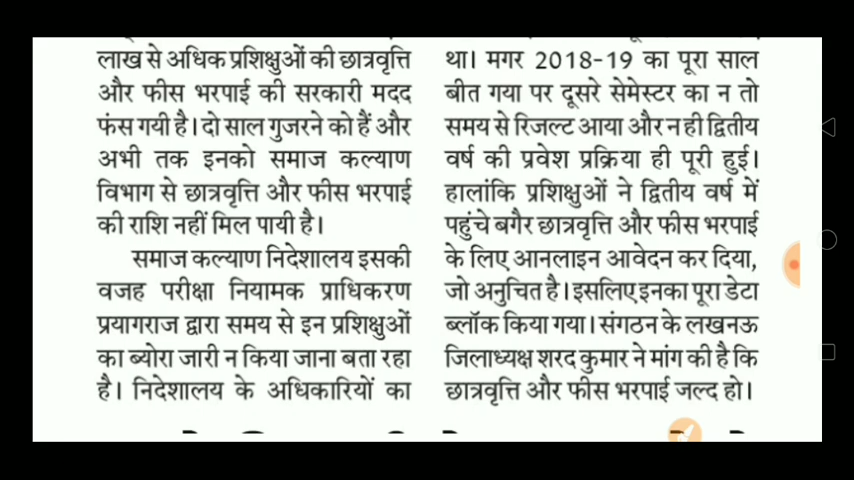 लाख से अधिक प्रशिक्षुओं की छात्रवृत्ति
और फीस भरपाई की सरकारी मदद
फंस गयी है। दो साल गुजरने को हैं और
अभी तक इनको समाज कल्याण
विभाग से छात्रवृत्ति और फीस भरपाई
की राशि नहीं मिल पायी है।
समाज कल्याण निदेशालय इसकी
वजह परीक्षा नियामक प्राधिकरण
प्रयागराज द्वारा समय से इन प्रशिक्षुओं
का ब्योरा जारी न किया जाना बता रहा
है। निदेशालय के अधिकारियों का
था। मगर 2018-19 का पूरा साल
बीत गया पर दूसरे सेमेस्टर का न तो
समय से रिजल्ट आया और न ही द्वितीय
वर्ष की प्रवेश प्रक्रिया ही पूरी हुई।
हालांकि प्रशिक्षुओं ने द्वितीय वर्ष में
पहुंचे बगैर छात्रवृत्ति और फीस भरपाई
के लिए आनलाइन आवेदन कर दिया,
जो अनुचित है। इसलिए इनका पूरा डेटा
ब्लॉक किया गया। संगठन के लखनऊ
जिलाध्यक्ष शरद कुमार ने मांग की है कि
छात्रवृत्ति और फीस भरपाई जल्द हो।